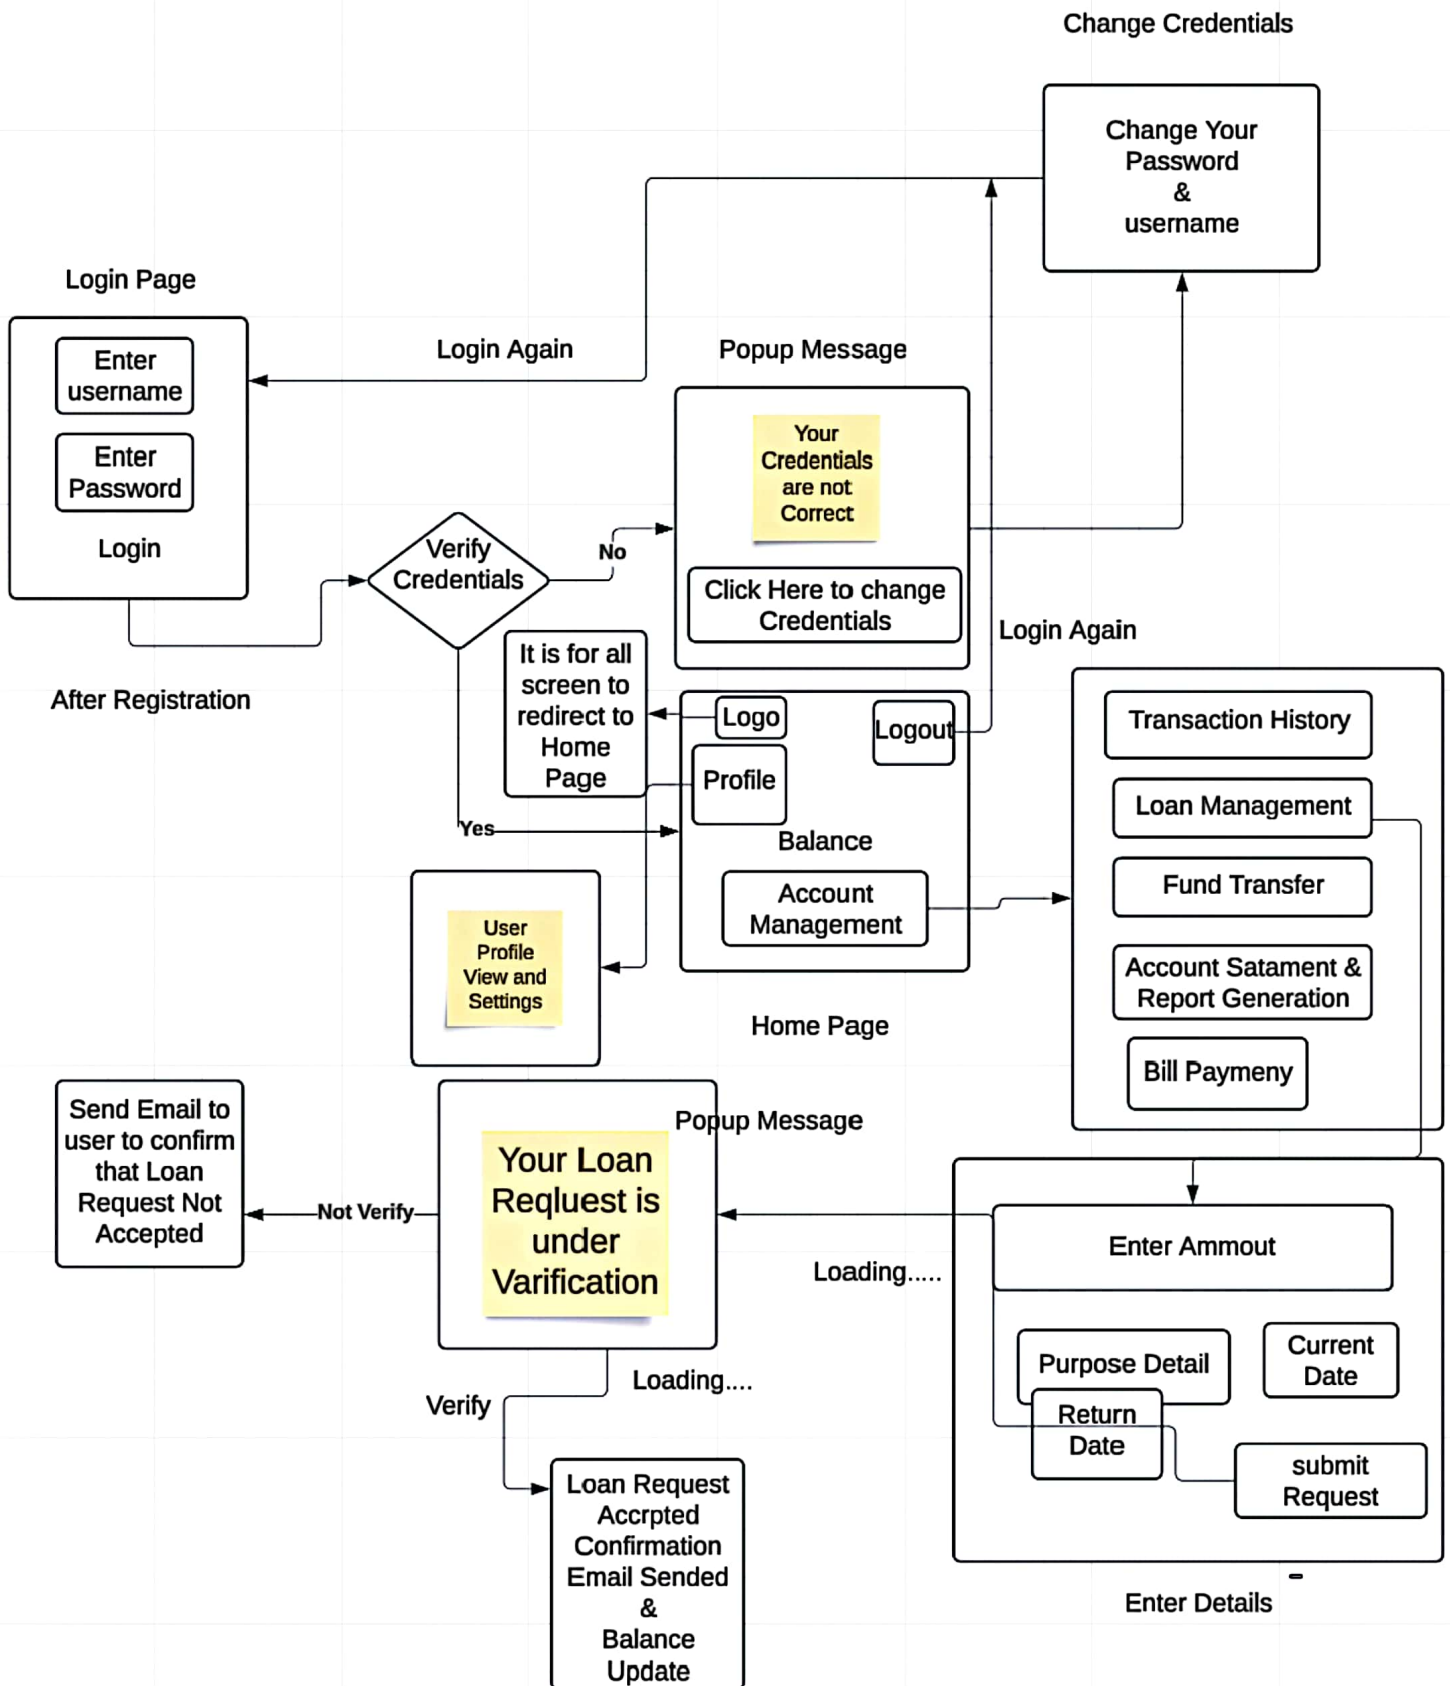 Change Credentials
Change Your
Password
&
username
Login Page
Enter
username
Enter
Password
Login
After Registration
Login Again
Verify
Credentials
No
Yes
Popup Message
Your
Credentials
are not
Correct
Click Here to change
Credentials
Login Again
It is for all
screen to
redirect to
Home
Page
Logo
Logout
Profile
Balance
Account
Management
Home Page
User
Profile
View and
Settings
Transaction History
Loan Management
Fund Transfer
Account Satament &
Report Generation
Bill Paymeny
Enter Ammout
Purpose Detail
Current
Date
Return
Date
submit
Request
Enter Details
Loading.....
Popup Message
Your Loan
Reqluest is
under
Varification
Not Verify
Send Email to
user to confirm
that Loan
Request Not
Accepted
Loading....
Verify
Loan Request
Accrpted
Confirmation
Email Sended
&
Balance
Update